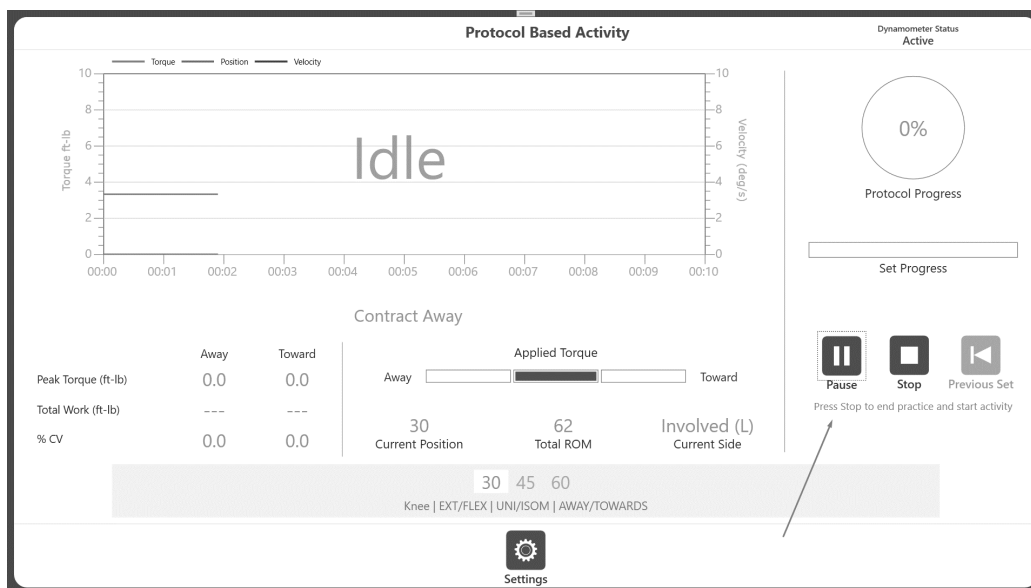 Protocol Based Activity
Dynamometer Status
Active
Torque Position Velocity
10
8
6
4
2
0
Torque ft-lb
Idle
10
8
6
4
2
0
Velocity (deg/s)
00:00 00:01 00:02 00:03 00:04 00:05 00:06 00:07 00:08 00:09 00:10
0%
Protocol Progress
Set Progress
Contract Away
Away Toward
Peak Torque (ft-lb) 0.0 0.0
Total Work (ft-lb) --- ---
% CV 0.0 0.0
Applied Torque
Away Toward
30 62 Involved (L)
Current Position Total ROM Current Side
Pause Stop Previous Set
Press Stop to end practice and start activity
30 45 60
Knee | EXT/FLEX | UNI/ISOM | AWAY/TOWARDS
Settings